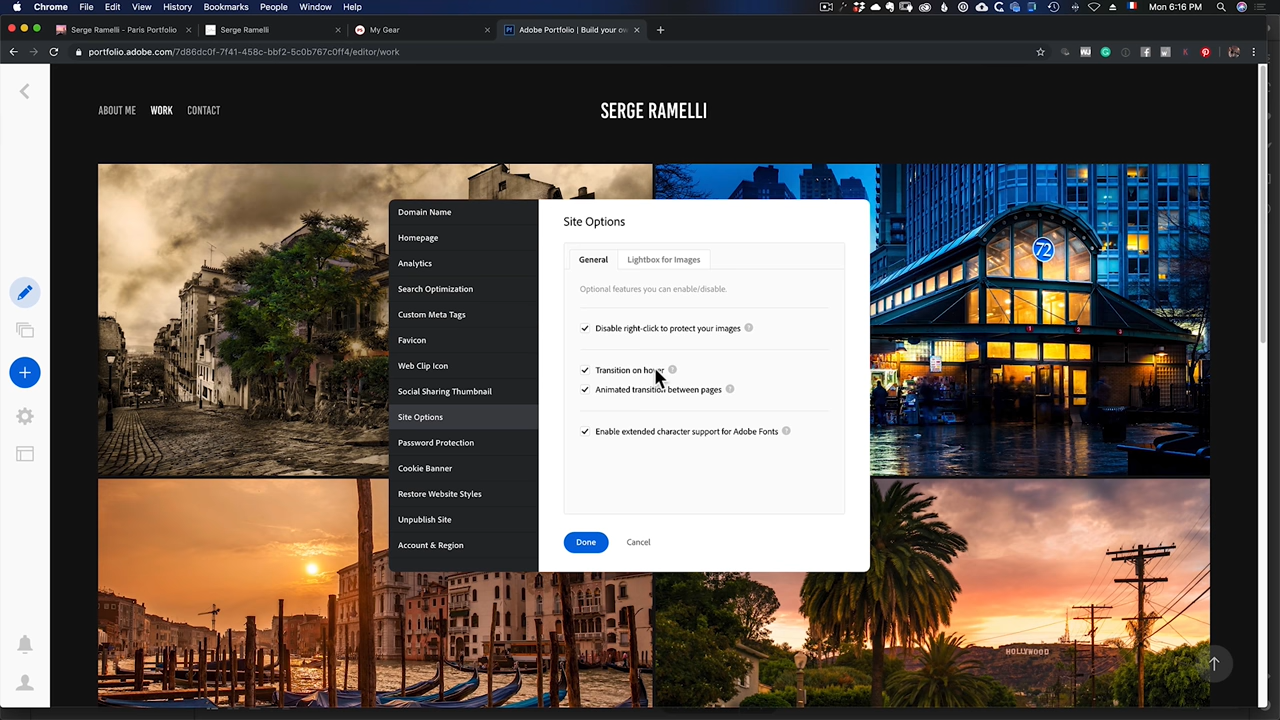 Chrome File Edit View History Bookmarks People Window Help Mon 6:16 PM
Serge Ramelli - Paris Portfolio
Serge Ramelli
My Gear
Adobe Portfolio | Build your ow
portfolio.adobe.com/7d86dc0f-7f41-458c-bbf2-5c0b767c0ff4/editor/work
ABOUT ME WORK CONTACT
SERGE RAMELLI
Domain Name
Homepage
Analytics
Search Optimization
Custom Meta Tags
Favicon
Web Clip Icon
Social Sharing Thumbnail
Site Options
Password Protection
Cookie Banner
Restore Website Styles
Unpublish Site
Account & Region
Site Options
General Lightbox for Images
Optional features you can enable/disable.
Disable right-click to protect your images
Transition on hover
Animated transition between pages
Enable extended character support for Adobe Fonts
Done Cancel
72
1 2 3
HOLLYWOOD